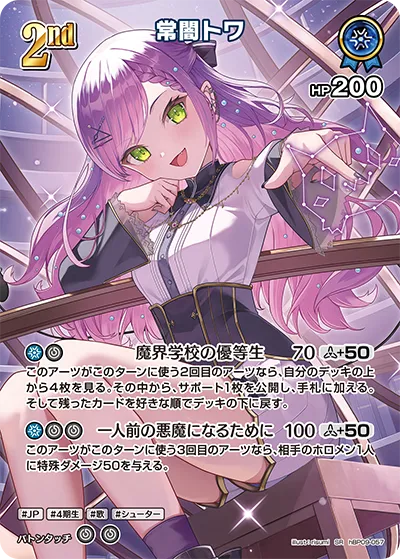 2nd
常闇トワ
HP200
魔界学校の優等生 70 +50
このアーツがこのターンに使う2回目のアーツなら、自分のデッキの上
から4枚を見る。その中から、サポート1枚を公開し、手札に加える。
そして残ったカードを好きな順でデッキの下に戻す。
一人前の悪魔になるために 100 +50
このアーツがこのターンに使う3回目のアーツなら、相手のホロメン1人
に特殊ダメージ50を与える。
#JP #4期生 #歌 #シューター
バトンタッチ
illust: risumi SR hBP06-057